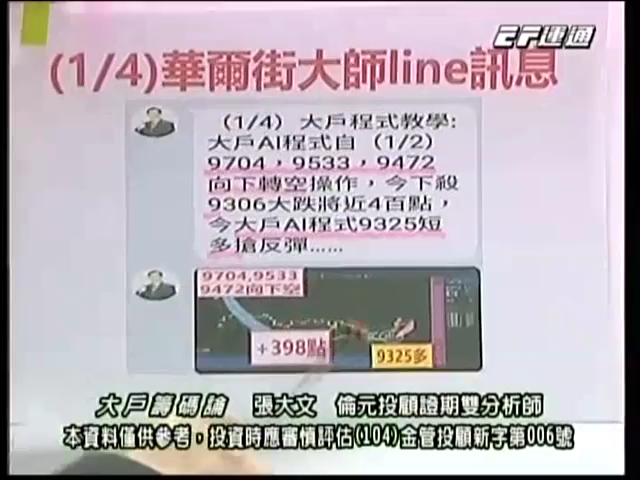 EF運通
(1/4)華爾街大師line訊息
(1/4) 大戶程式教學:
大戶AI程式自 (1/2)
9704，9533，9472
向下轉空操作，今下殺
9306大跌將近4百點，
今大戶AI程式9325短
多搶反彈......
9704,9533
9472向下空
+398點
9325多
大戶籌碼論 張大文 倫元投顧證期雙分析師
本資料僅供參考，投資時應審慎評估(104)金管投顧新字第006號